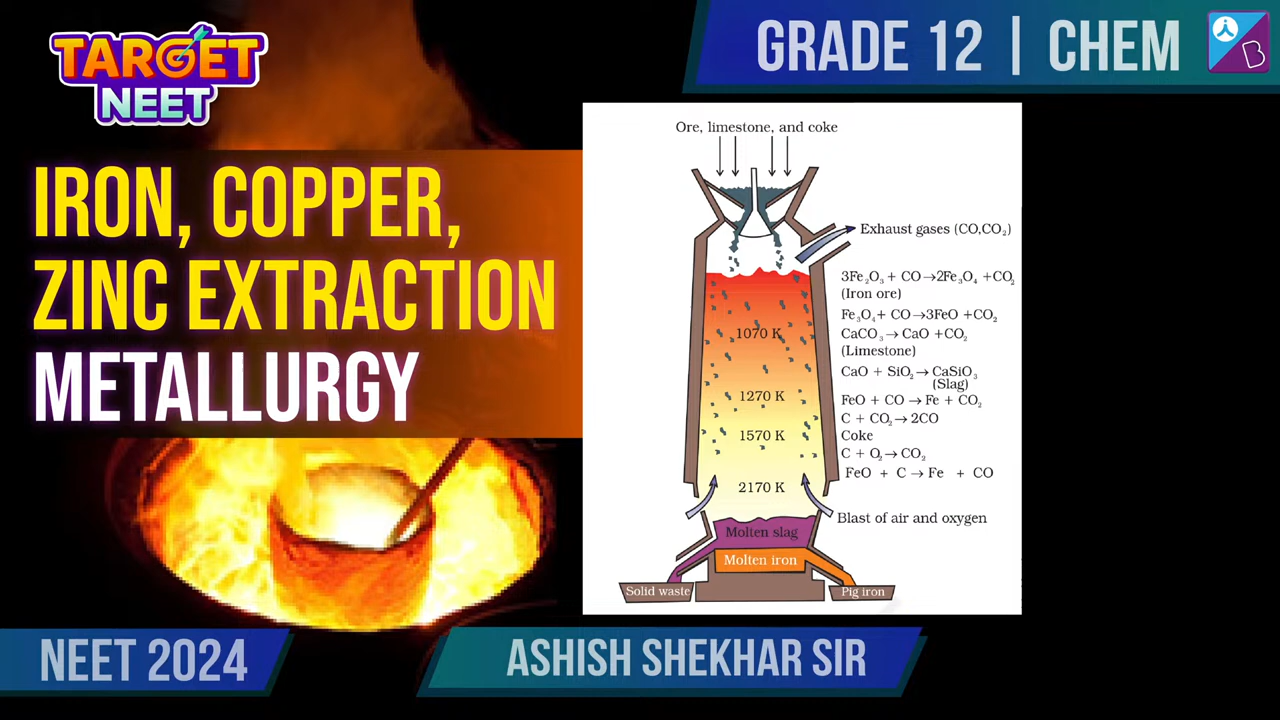 TARGET
NEET
GRADE 12 | CHEM
B
IRON, COPPER,
ZINC EXTRACTION
METALLURGY
Ore, limestone, and coke
Exhaust gases (CO,CO₂)
3Fe₂O₃ + CO→2Fe₃O₄ +CO₂
(Iron ore)
Fe₃O₄+ CO→3FeO +CO₂
CaCO₃→ CaO +CO₂
(Limestone)
CaO + SiO₂→ CaSiO₃
(Slag)
FeO + CO → Fe + CO₂
C + CO₂→ 2CO
Coke
C + O₂→ CO₂
FeO + C → Fe + CO
1070 K
1270 K
1570 K
2170 K
Blast of air and oxygen
Molten slag
Molten iron
Solid waste
Pig iron
NEET 2024
ASHISH SHEKHAR SIR